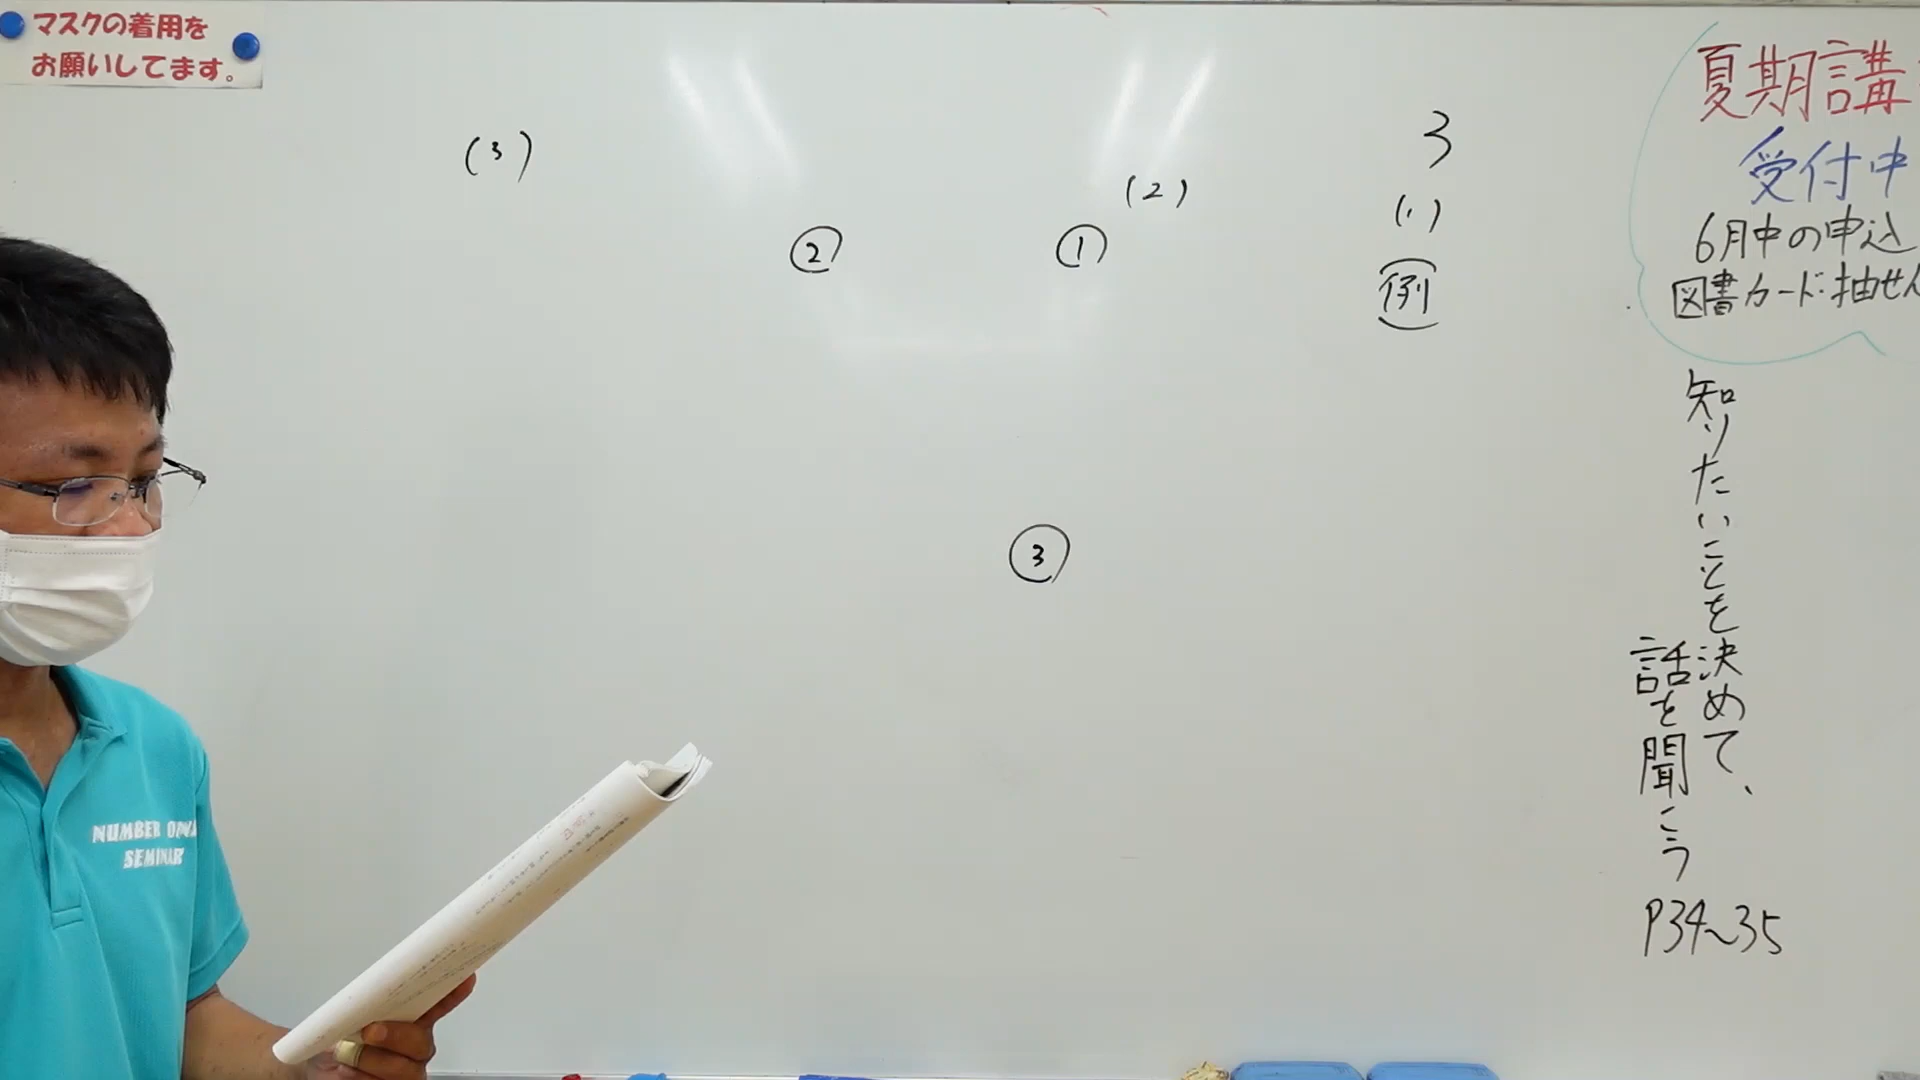 マスクの着用を
お願いしてます。
夏期講
受付中
6月中の申込
図書カード抽せん
知りたいことを決めて、
話を聞こう
P34~35
3
(1)
(例)
(2)
①
②
③
(3)
NUMBER ON
SEMINAR